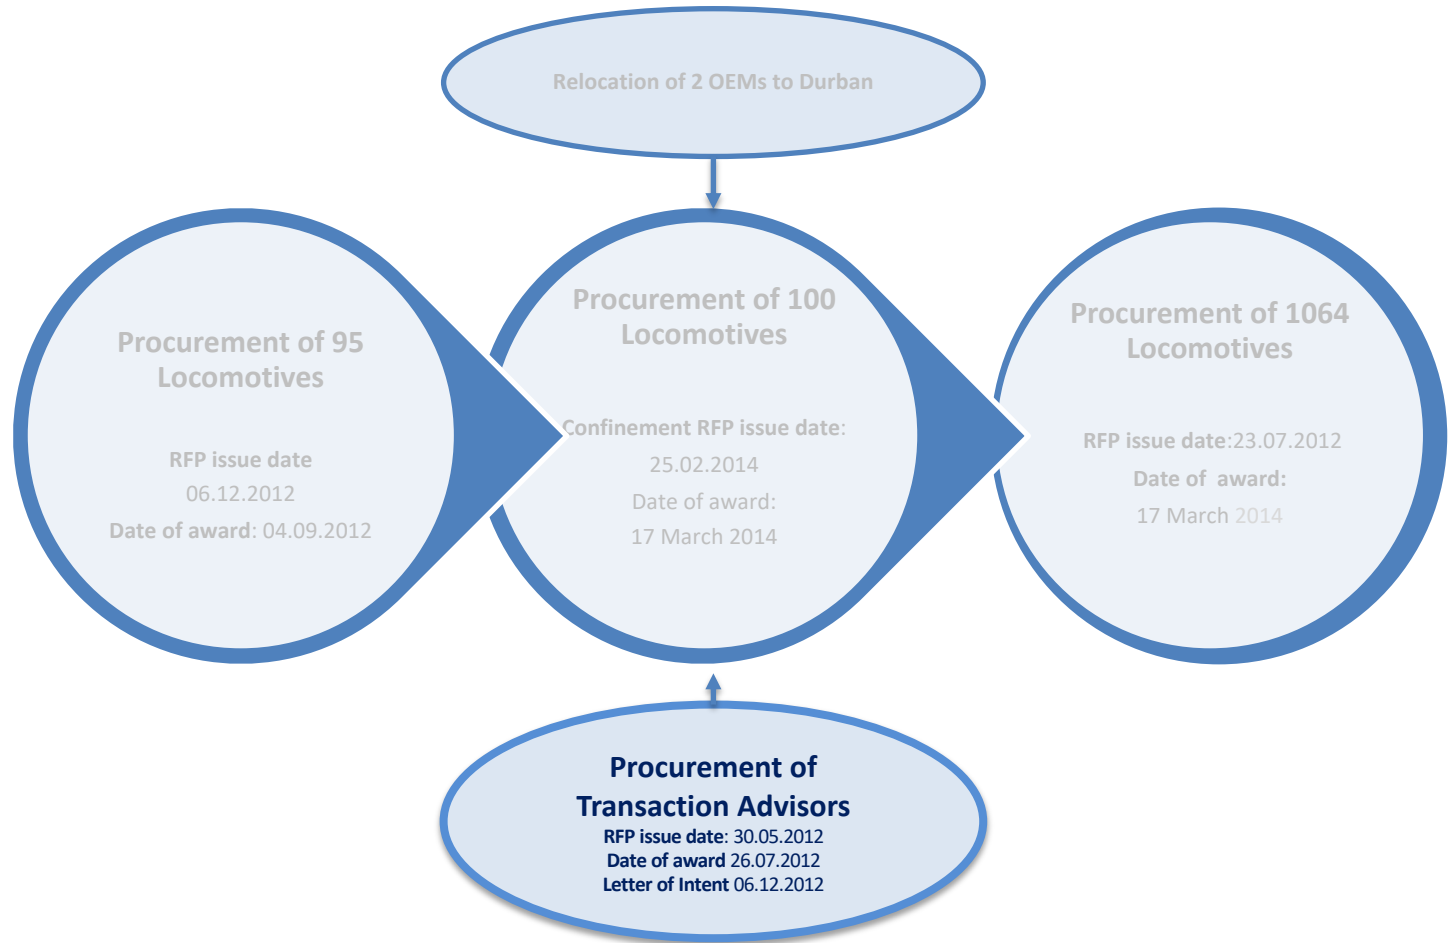 Relocation of 2 OEMs to Durban
Procurement of 95
Locomotives
RFP issue date
06.12.2012
Date of award: 04.09.2012
Procurement of 100
Locomotives
Confinement RFP issue date:
25.02.2014
Date of award:
17 March 2014
Procurement of 1064
Locomotives
RFP issue date:23.07.2012
Date of  award:
17 March 2014
Procurement of
Transaction Advisors
RFP issue date: 30.05.2012
Date of award 26.07.2012
Letter of Intent 06.12.2012